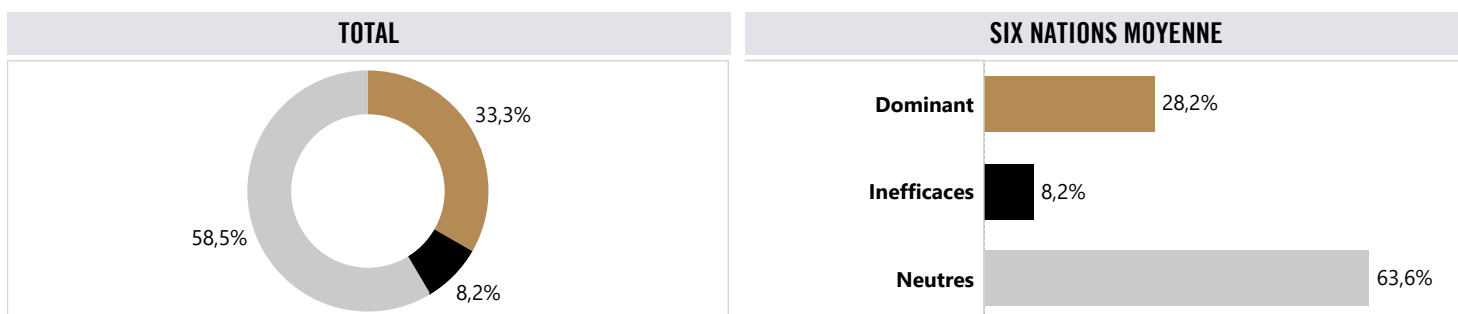 TOTAL
33,3%
8,2%
58,5%
SIX NATIONS MOYENNE
Dominant
28,2%
Inefficaces
8,2%
Neutres
63,6%